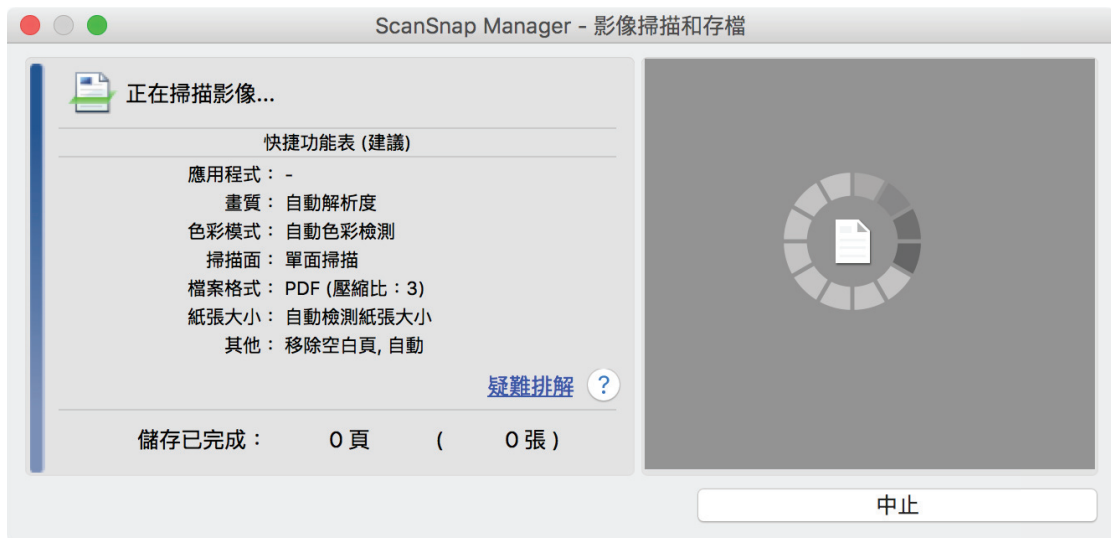 ScanSnap Manager - 影像掃描和存檔
正在掃描影像...
快捷功能表 (建議)
應用程式： -
畫質： 自動解析度
色彩模式： 自動色彩檢測
掃描面： 單面掃描
檔案格式： PDF (壓縮比：3)
紙張大小： 自動檢測紙張大小
其他： 移除空白頁, 自動
疑難排解 ?
儲存已完成： 0 頁 ( 0 張 )
中止